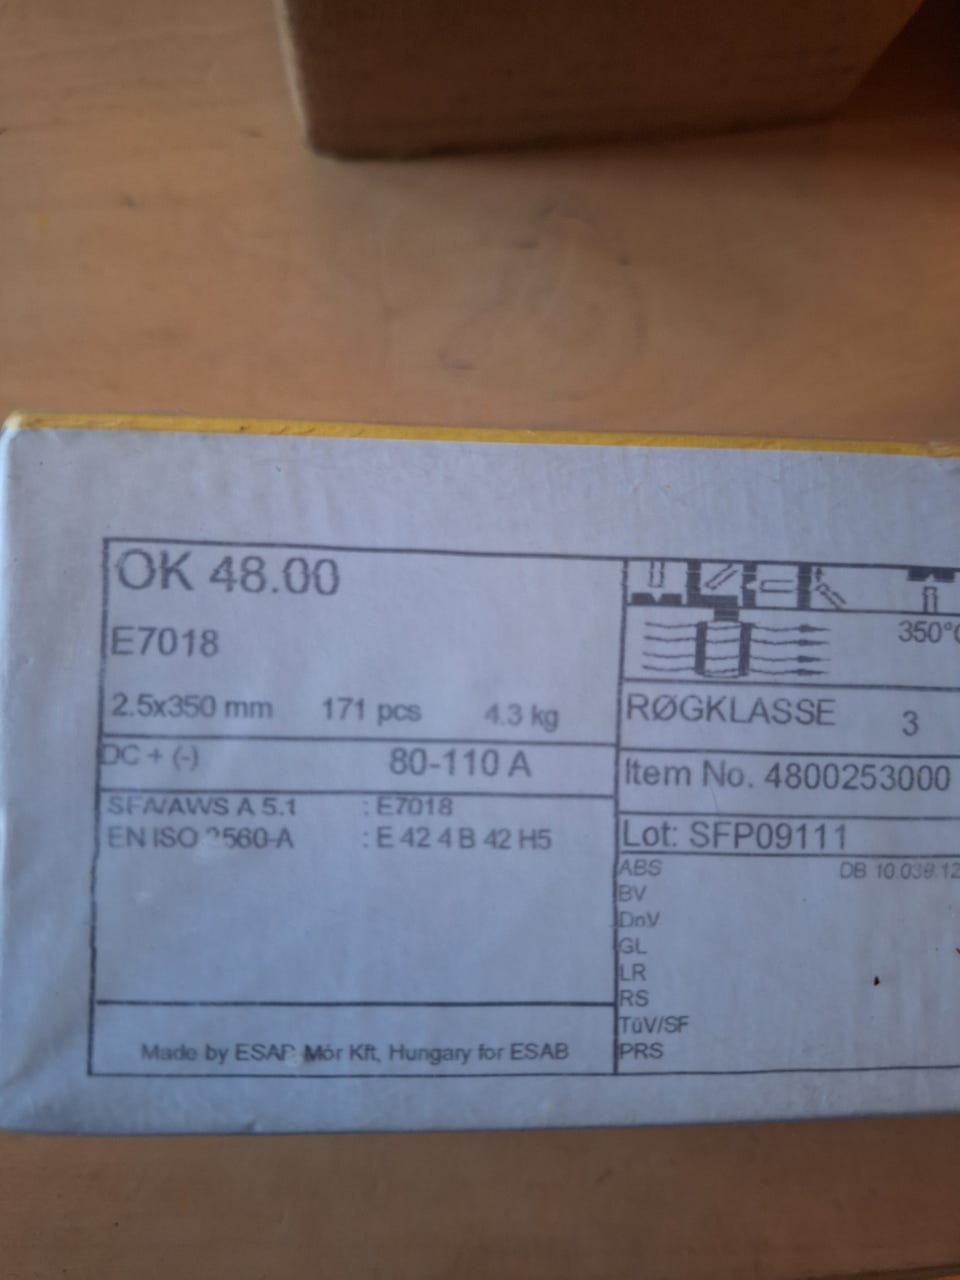 OK 48.00
E7018
2.5x350 mm 171 pcs 4.3 kg
DC + (-) 80-110 A
SFA/AWS A 5.1 : E7018
EN ISO 2560-A : E 42 4 B 42 H5
Made by ESAB Mór Kft, Hungary for ESAB
350°C
RØGKLASSE 3
Item No. 4800253000
Lot: SFP09111
ABS DB 10.039.12
BV
DnV
GL
LR
RS
TüV/SF
PRS